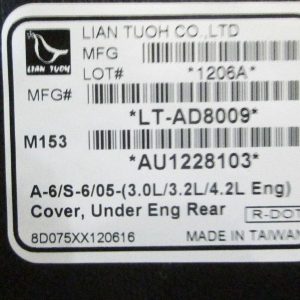 LIAN TUOH CO.,LTD
MFG
LIAN TUOH
LOT# *1206A*
MFG#
*LT-AD8009*
M153
*AU1228103*
A-6/S-6/05-(3.0L/3.2L/4.2L Eng)
Cover, Under Eng Rear R-DOT
8D075XX120616 MADE IN TAIWAN